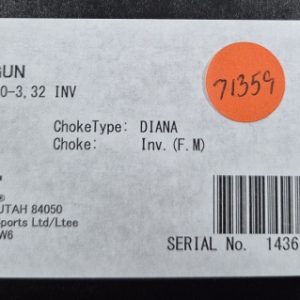 GUN
71359
0-3, 32 INV
ChokeType: DIANA
Choke: Inv.(F.M)
®
UTAH 84050
ports Ltd/Ltee
W6
SERIAL No. 1436